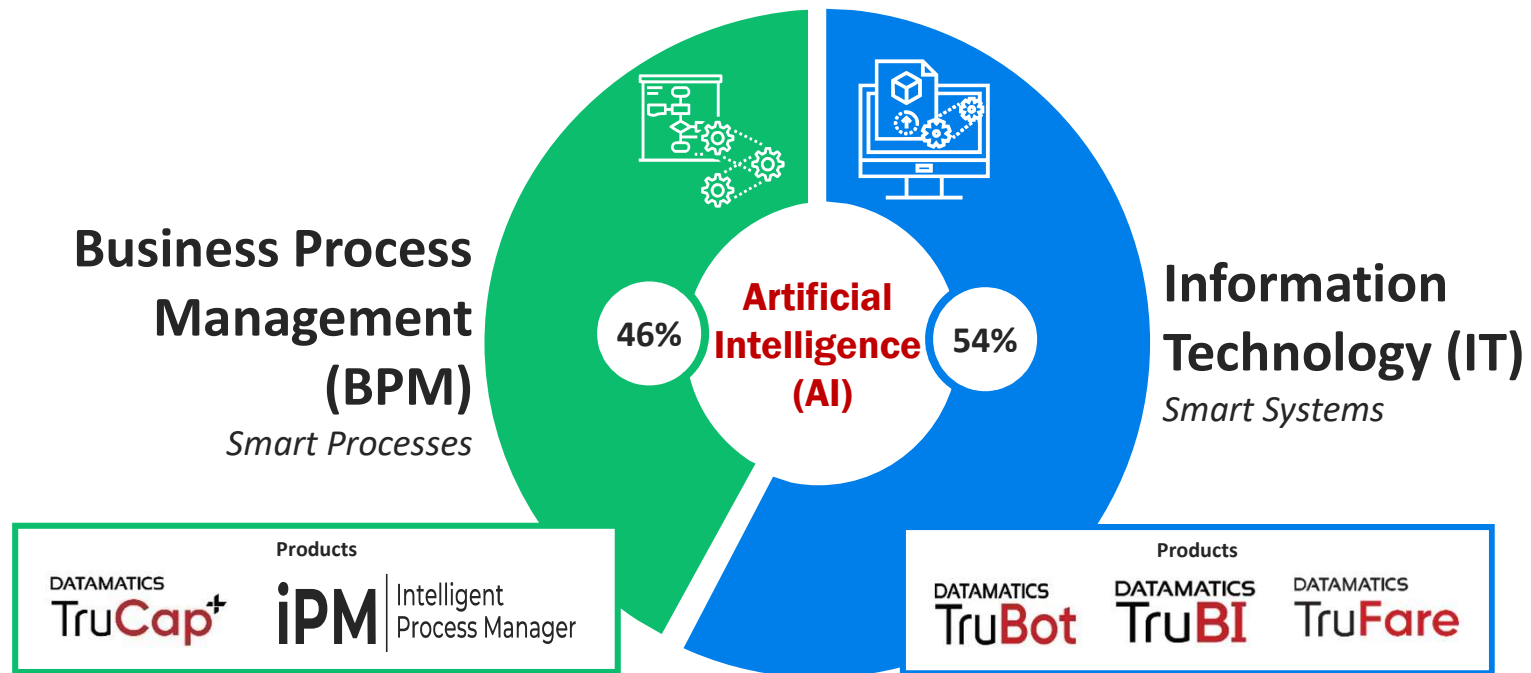 Business Process
Management
(BPM)
Smart Processes
46%
Artificial
Intelligence
(AI)
54%
Information
Technology (IT)
Smart Systems
Products
DATAMATICS
TruCap+
iPM Intelligent
Process Manager
Products
DATAMATICS
TruBot
DATAMATICS
TruBI
DATAMATICS
TruFare